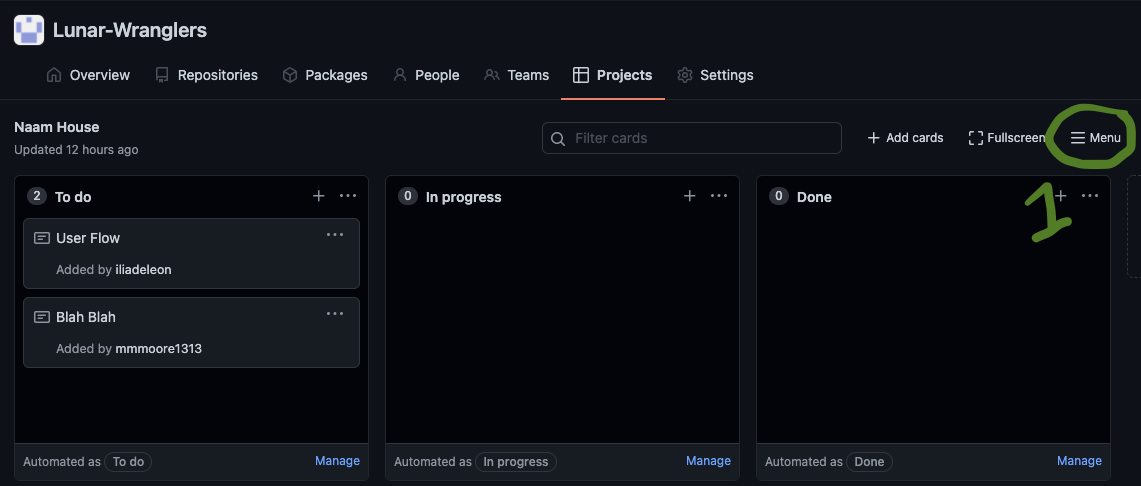 Lunar-Wranglers
Overview Repositories Packages People Teams Projects Settings
Naam House
Updated 12 hours ago
Filter cards
Add cards Fullscreen Menu
1
2 To do
User Flow
Added by iliadeleon
Blah Blah
Added by mmmoore1313
Automated as To do Manage
0 In progress
Automated as In progress Manage
0 Done
Automated as Done Manage